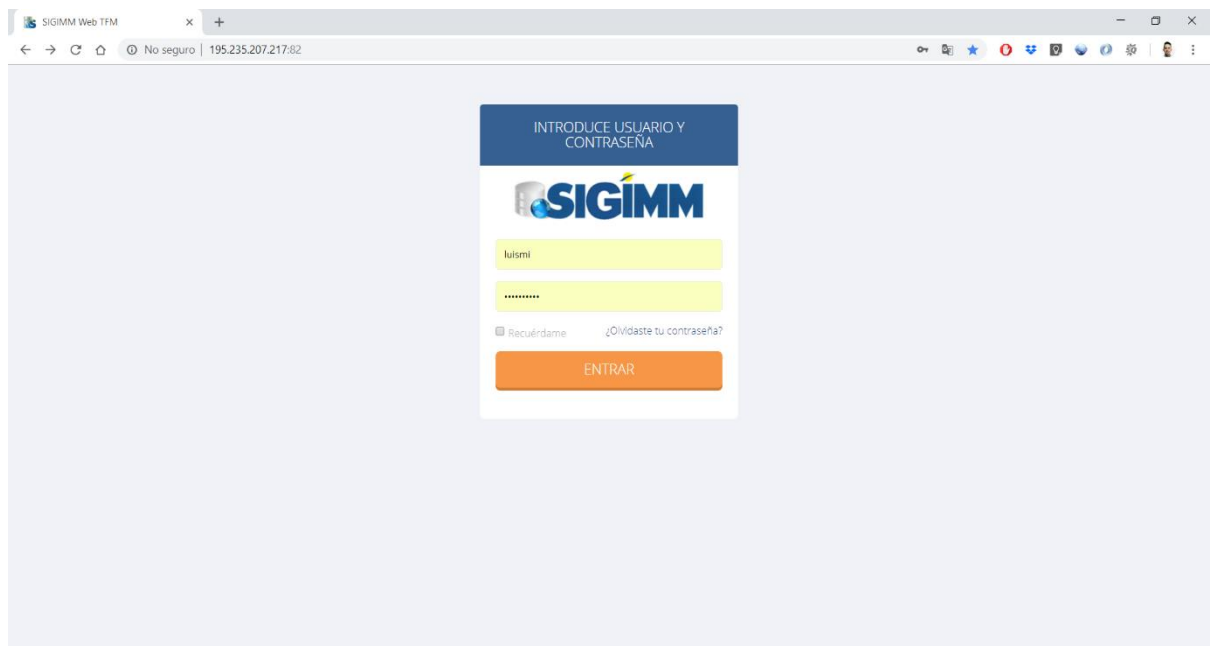 SIGIMM Web TFM
No seguro | 195.235.207.217:82
INTRODUCE USUARIO Y
CONTRASEÑA
SIGÍMM
luismi
••••••••••
Recuérdame ¿Olvidaste tu contraseña?
ENTRAR